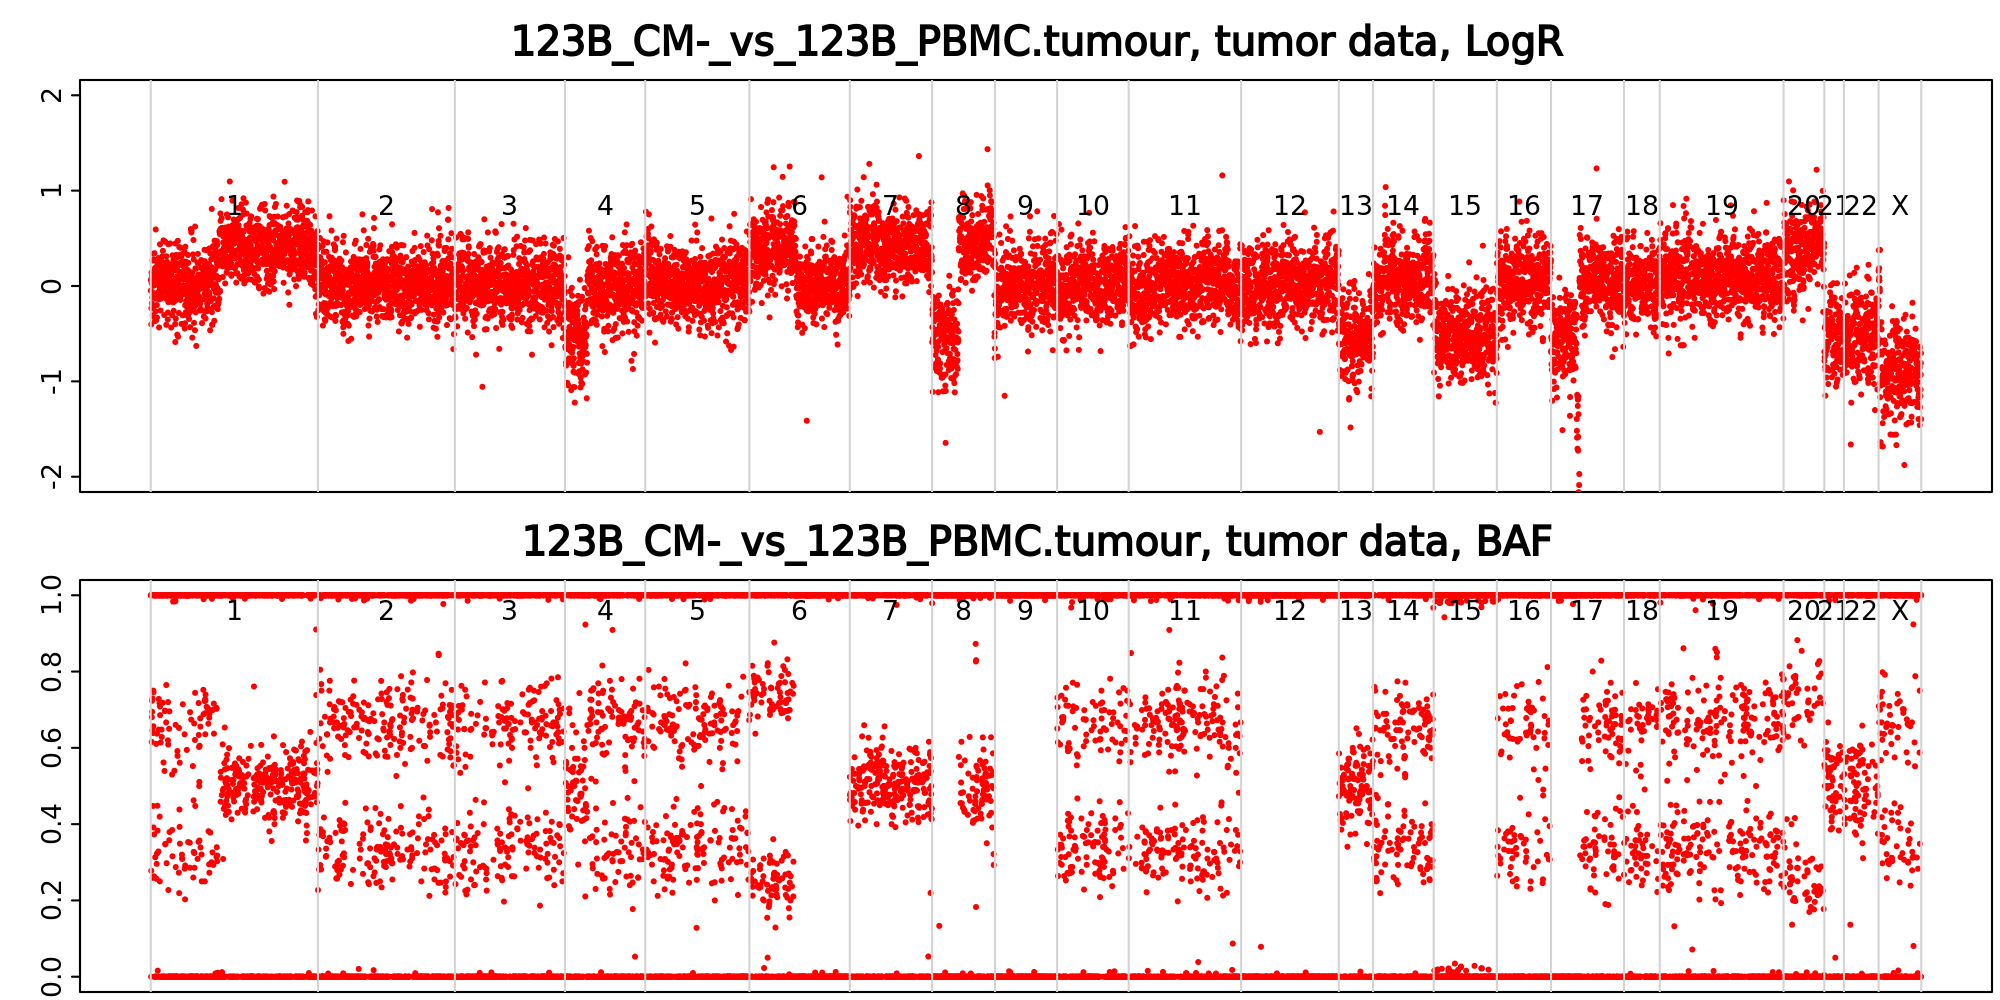 123B_CM-_vs_123B_PBMC.tumour, tumor data, LogR
2
1
0
-1
-2
1 2 3 4 5 6 7 8 9 10 11 12 13 14 15 16 17 18 19 20 21 22 X
123B_CM-_vs_123B_PBMC.tumour, tumor data, BAF
1.0
0.8
0.6
0.4
0.2
0.0
1 2 3 4 5 6 7 8 9 10 11 12 13 14 15 16 17 18 19 20 21 22 X